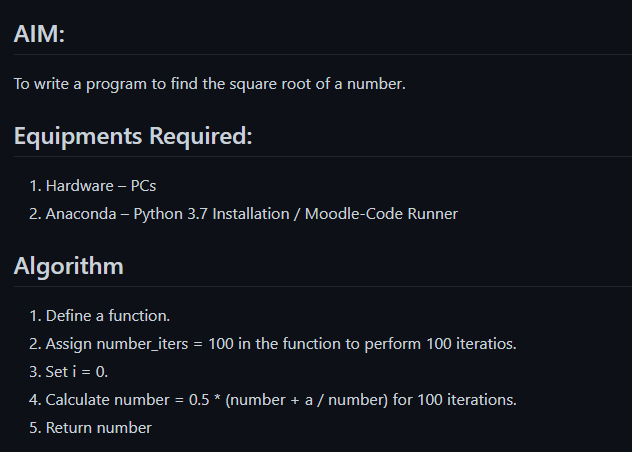 AIM:
To write a program to find the square root of a number.
Equipments Required:
1. Hardware – PCs
2. Anaconda – Python 3.7 Installation / Moodle-Code Runner
Algorithm
1. Define a function.
2. Assign number_iters = 100 in the function to perform 100 iteratios.
3. Set i = 0.
4. Calculate number = 0.5 * (number + a / number) for 100 iterations.
5. Return number